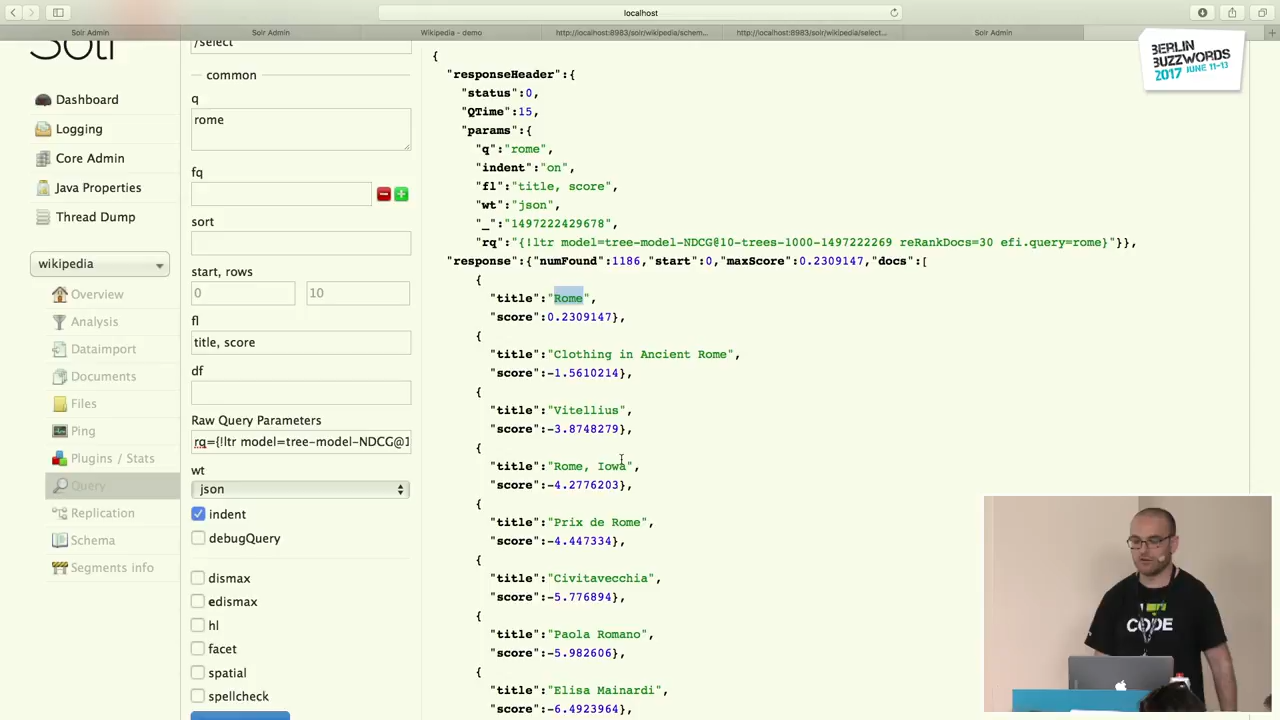 localhost
Solr Admin
Solr Admin
Wikipedia - demo
http://localhost:8983/solr/wikipedia/schem...
http://localhost:8983/solr/wikipedia/select...
Solr Admin
Solr
Dashboard
Logging
Core Admin
Java Properties
Thread Dump
wikipedia
Overview
Analysis
Dataimport
Documents
Files
Ping
Plugins / Stats
Query
Replication
Schema
Segments info
/select
common
q
rome
fq
sort
start, rows
0 10
fl
title, score
df
Raw Query Parameters
rq={!ltr model=tree-model-NDCG@1
wt
json
indent
debugQuery
dismax
edismax
hl
facet
spatial
spellcheck
{
"responseHeader":{
"status":0,
"QTime":15,
"params":{
"q":"rome",
"indent":"on",
"fl":"title, score",
"wt":"json",
"_":"1497222429678",
"rq":"{!ltr model=tree-model-NDCG@10-trees-1000-1497222269 reRankDocs=30 efi.query=rome}"}},
"response":{"numFound":1186,"start":0,"maxScore":0.2309147,"docs":[
{
"title":"Rome",
"score":0.2309147},
{
"title":"Clothing in Ancient Rome",
"score":-1.5610214},
{
"title":"Vitellius",
"score":-3.8748279},
{
"title":"Rome, Iowa",
"score":-4.2776203},
{
"title":"Prix de Rome",
"score":-4.447334},
{
"title":"Civitavecchia",
"score":-5.776894},
{
"title":"Paola Romano",
"score":-5.982606},
{
"title":"Elisa Mainardi",
"score":-6.4923964},
BERLIN
BUZZWORDS
2017 JUNE 11-13
CODE